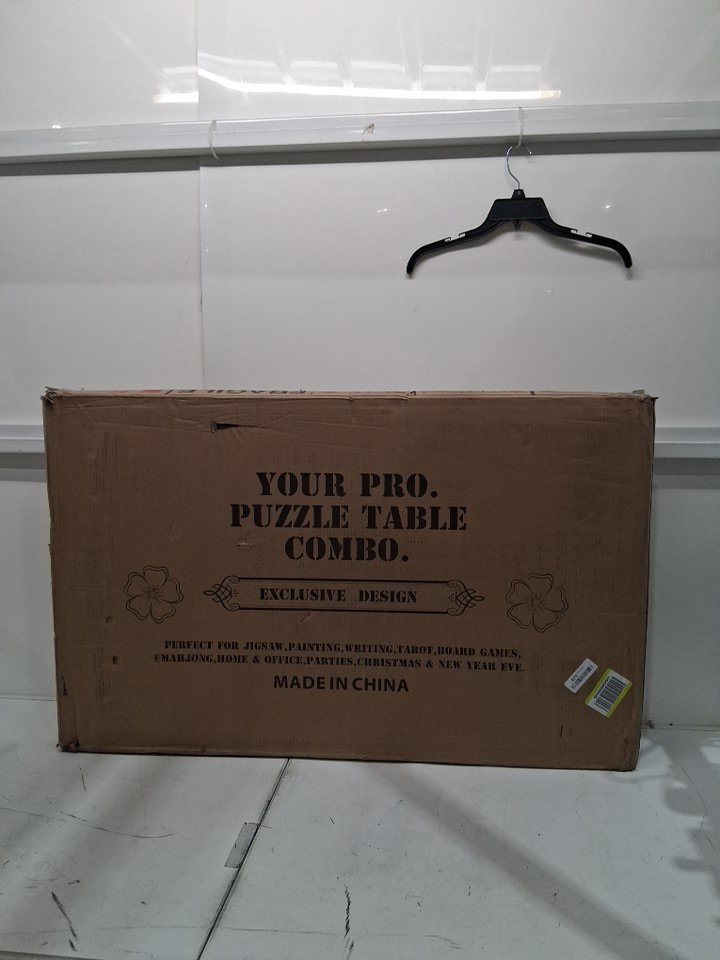 FRAGILE
YOUR PRO.
PUZZLE TABLE
COMBO.
EXCLUSIVE DESIGN
PERFECT FOR JIGSAW,PAINTING,WRITING,TAROT,BOARD GAMES,
MAHJONG,HOME & OFFICE,PARTIES,CHRISTMAS & NEW YEAR EVE.
MADE IN CHINA